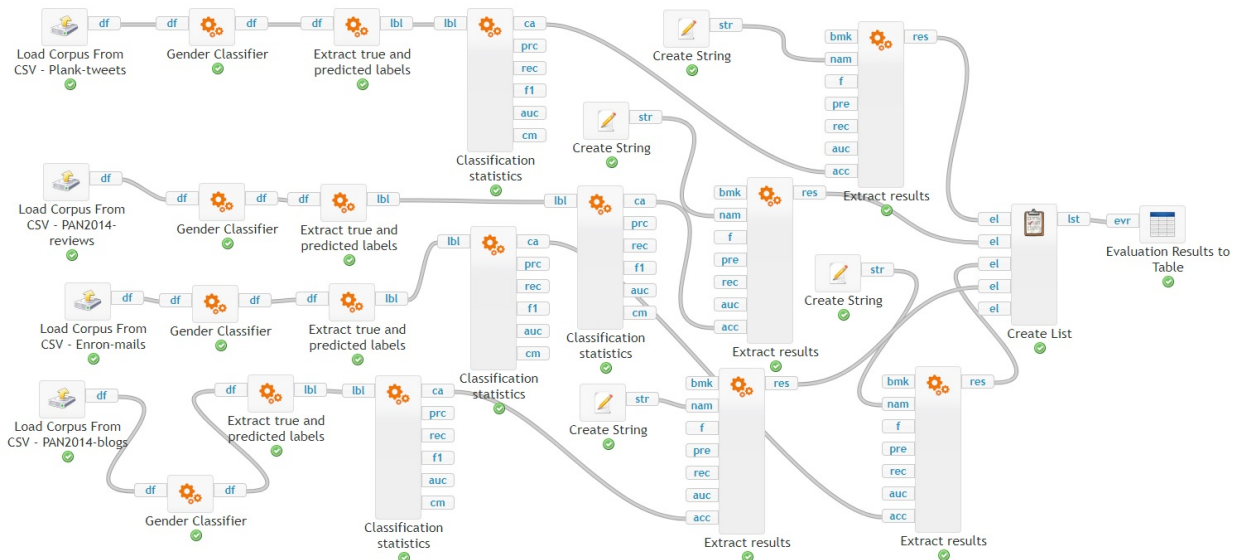 df
df
df
df
lbl
lbl
ca
prc
rec
f1
auc
cm
Load Corpus From
CSV - Plank-tweets
Gender Classifier
Extract true and
predicted labels
Classification
statistics
str
Create String
bmk
nam
f
pre
rec
auc
acc
res
Extract results
str
Create String
df
df
df
df
lbl
lbl
ca
prc
rec
f1
auc
cm
Load Corpus From
CSV - PAN2014-
reviews
Gender Classifier
Extract true and
predicted labels
Classification
statistics
bmk
nam
f
pre
rec
auc
acc
res
Extract results
el
el
el
el
el
lst
Create List
evr
Evaluation Results to
Table
df
df
df
df
lbl
lbl
ca
prc
rec
f1
auc
cm
Load Corpus From
CSV - Enron-mails
Gender Classifier
Extract true and
predicted labels
Classification
statistics
str
Create String
bmk
nam
f
pre
rec
auc
acc
res
Extract results
df
df
df
df
lbl
lbl
ca
prc
rec
f1
auc
cm
Load Corpus From
CSV - PAN2014-blogs
Gender Classifier
Extract true and
predicted labels
Classification
statistics
str
Create String
bmk
nam
f
pre
rec
auc
acc
res
Extract results